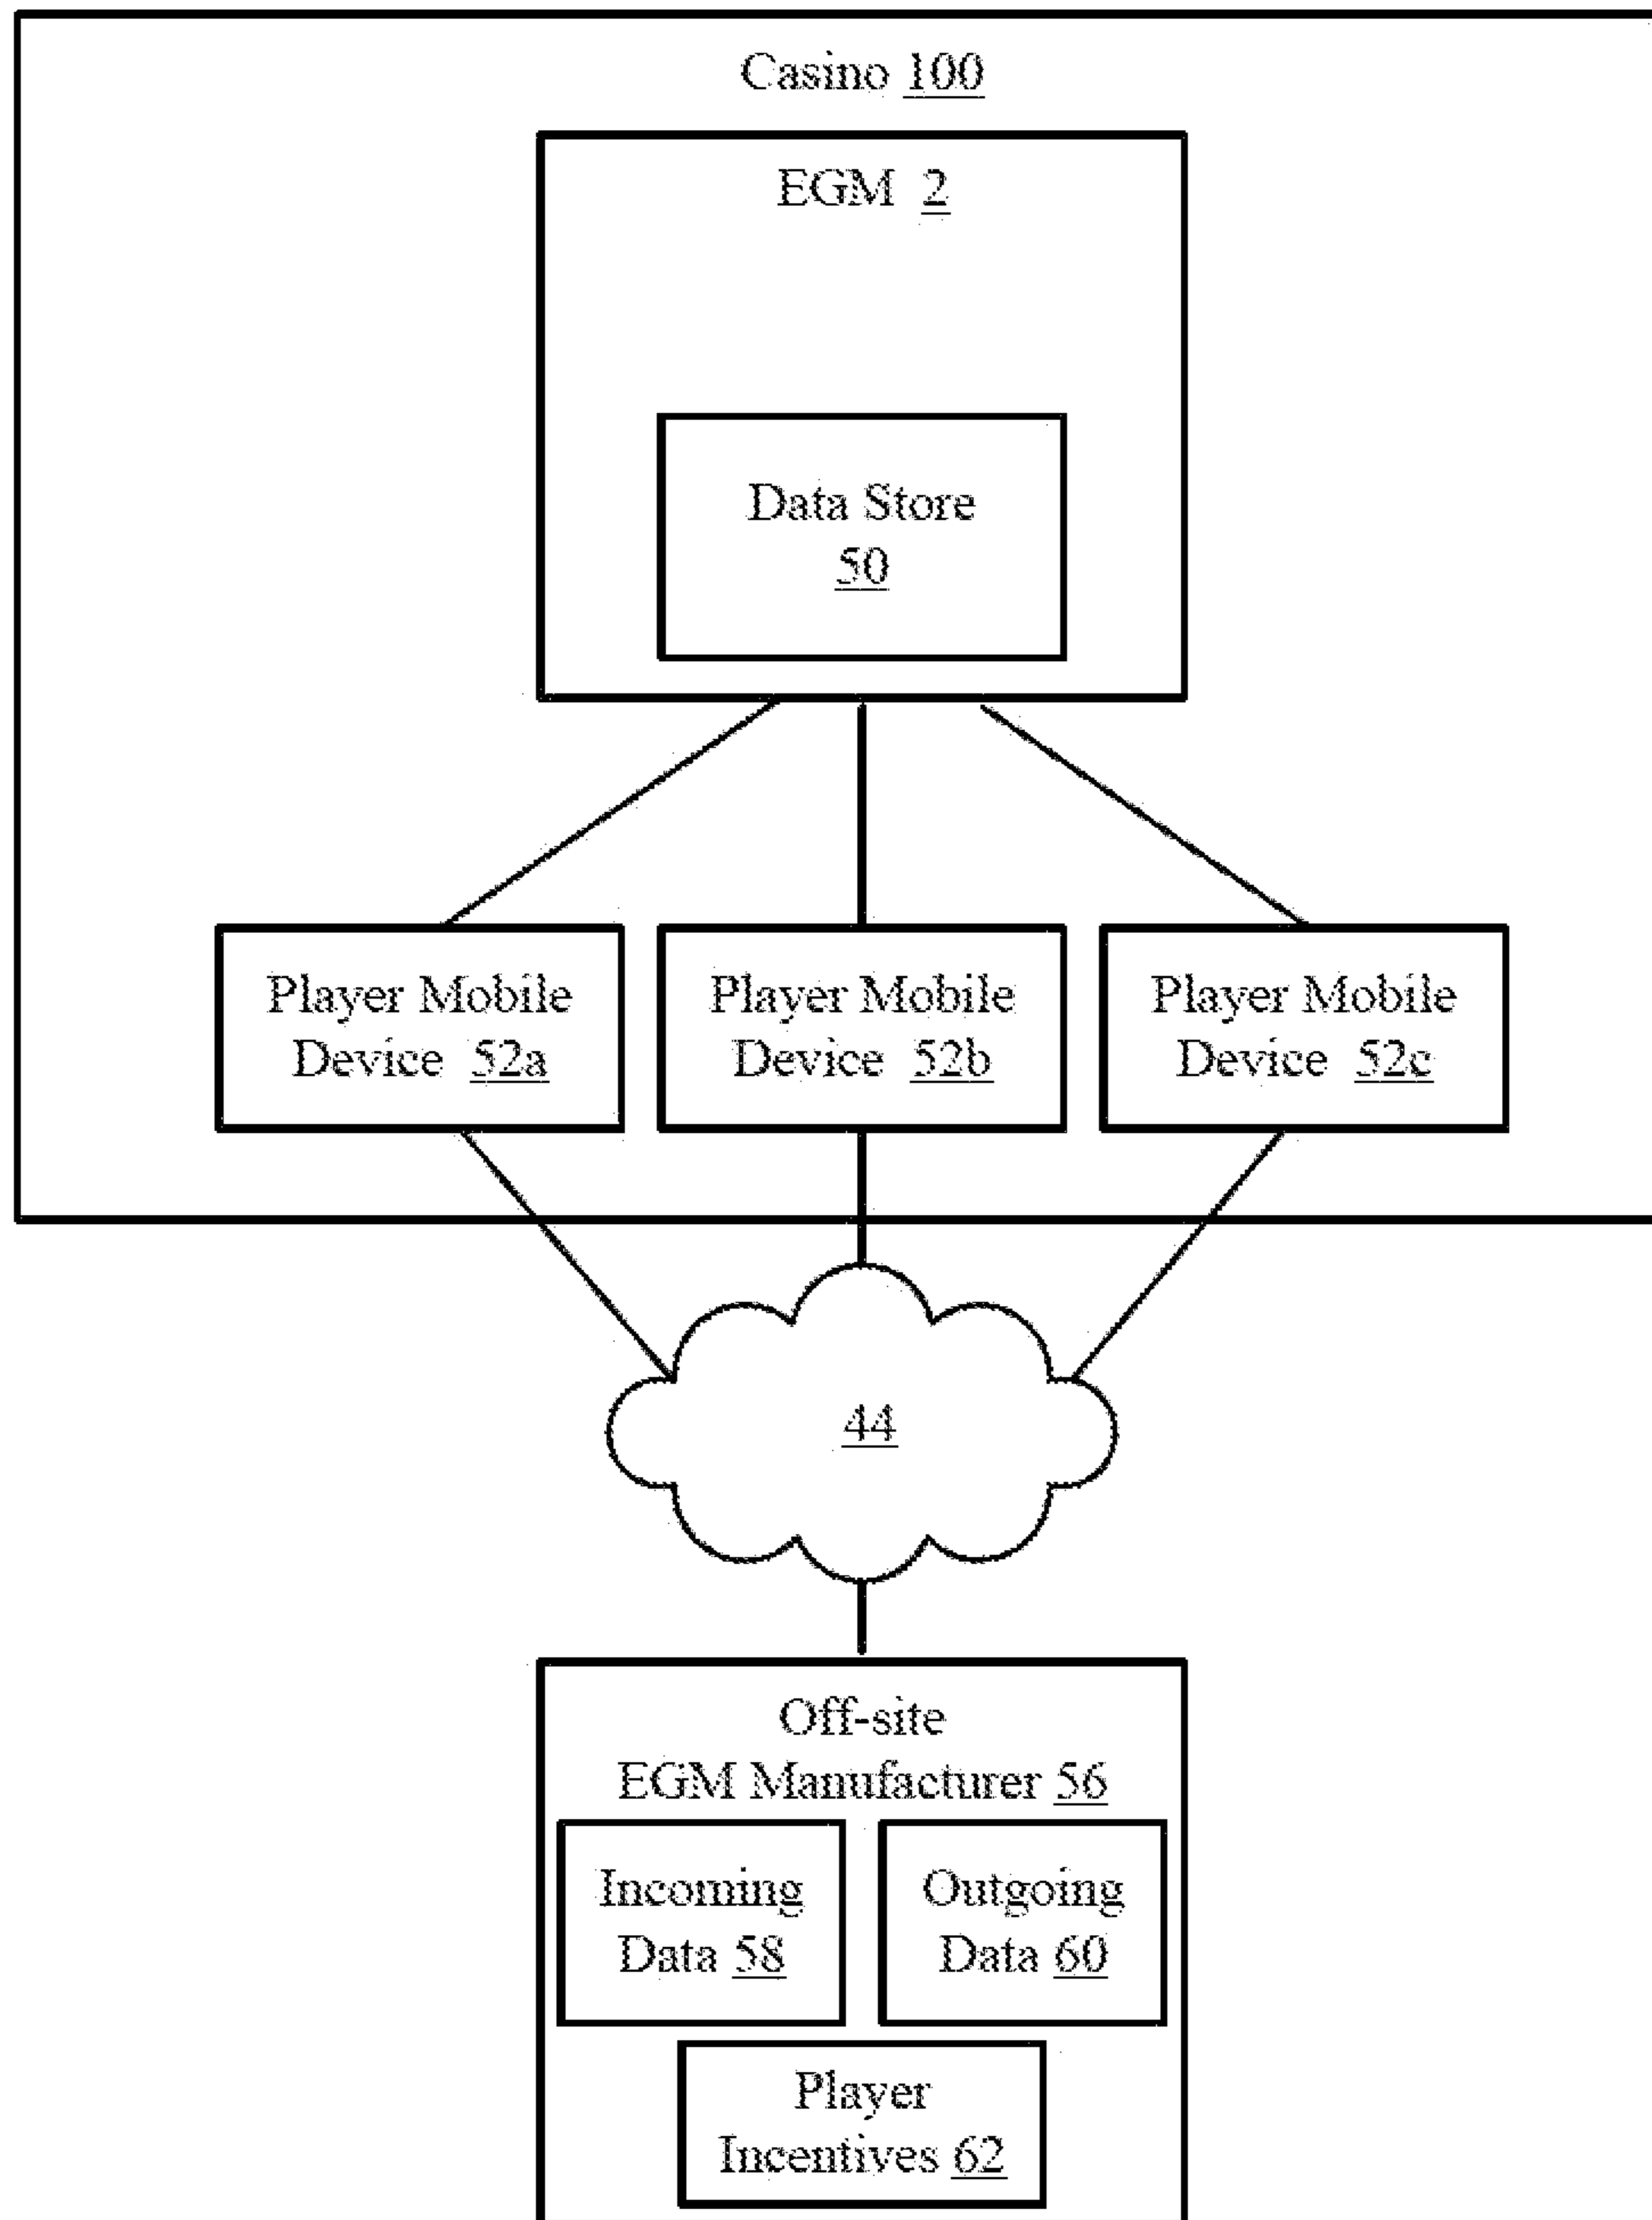 Casino 100
EGM 2
Data Store
50
Player Mobile
Device 52a
Player Mobile
Device 52b
Player Mobile
Device 52c
44
Off-site
EGM Manufacturer 56
Incoming
Data 58
Outgoing
Data 60
Player
Incentives 62